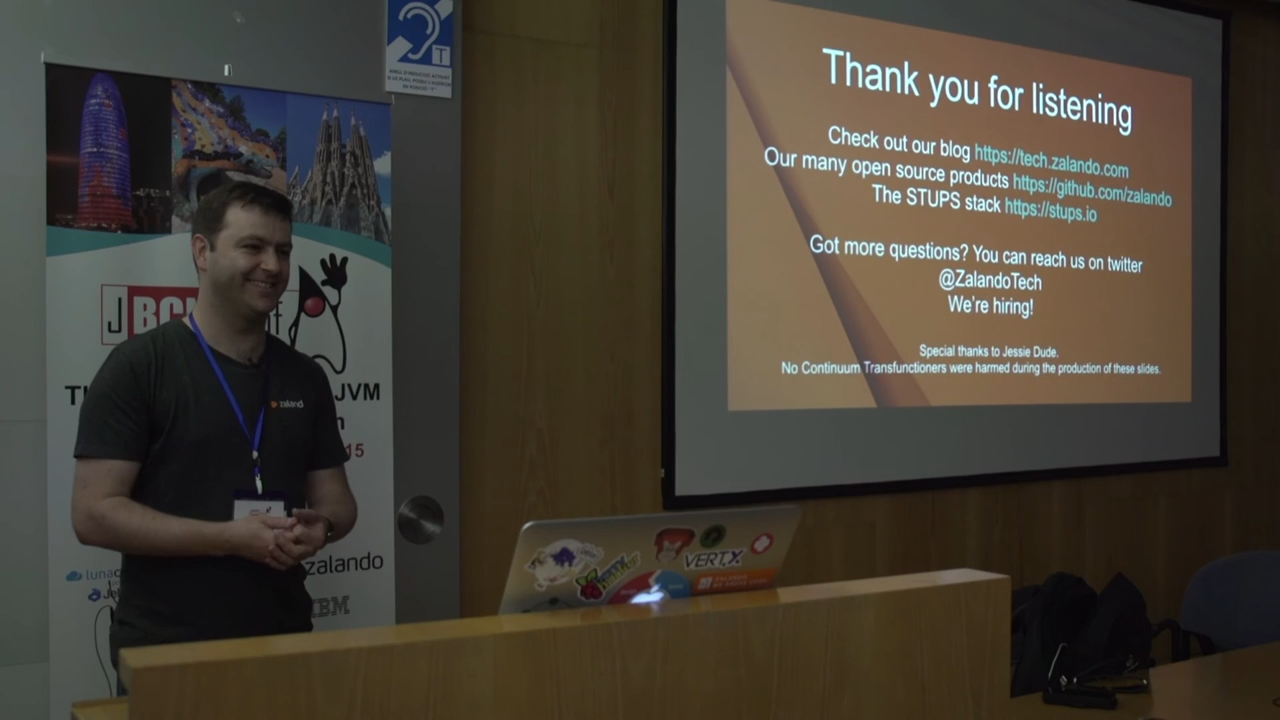 Thank you for listening
Check out our blog https://tech.zalando.com
Our many open source products https://github.com/zalando
The STUPS stack https://stups.io
Got more questions? You can reach us on twitter
@ZalandoTech
We're hiring!
Special thanks to Jessie Dude.
No Continuum Transfunctioners were harmed during the production of these slides.
T
JVM
15
zalando
zalando
IBM
VERT.X